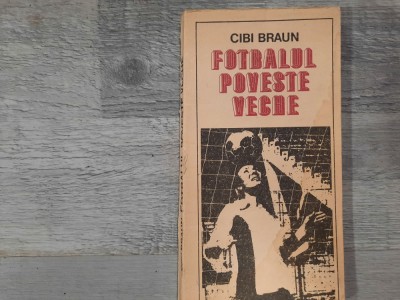 CIBI BRAUN
FOTBALUL
POVESTE
VECHE